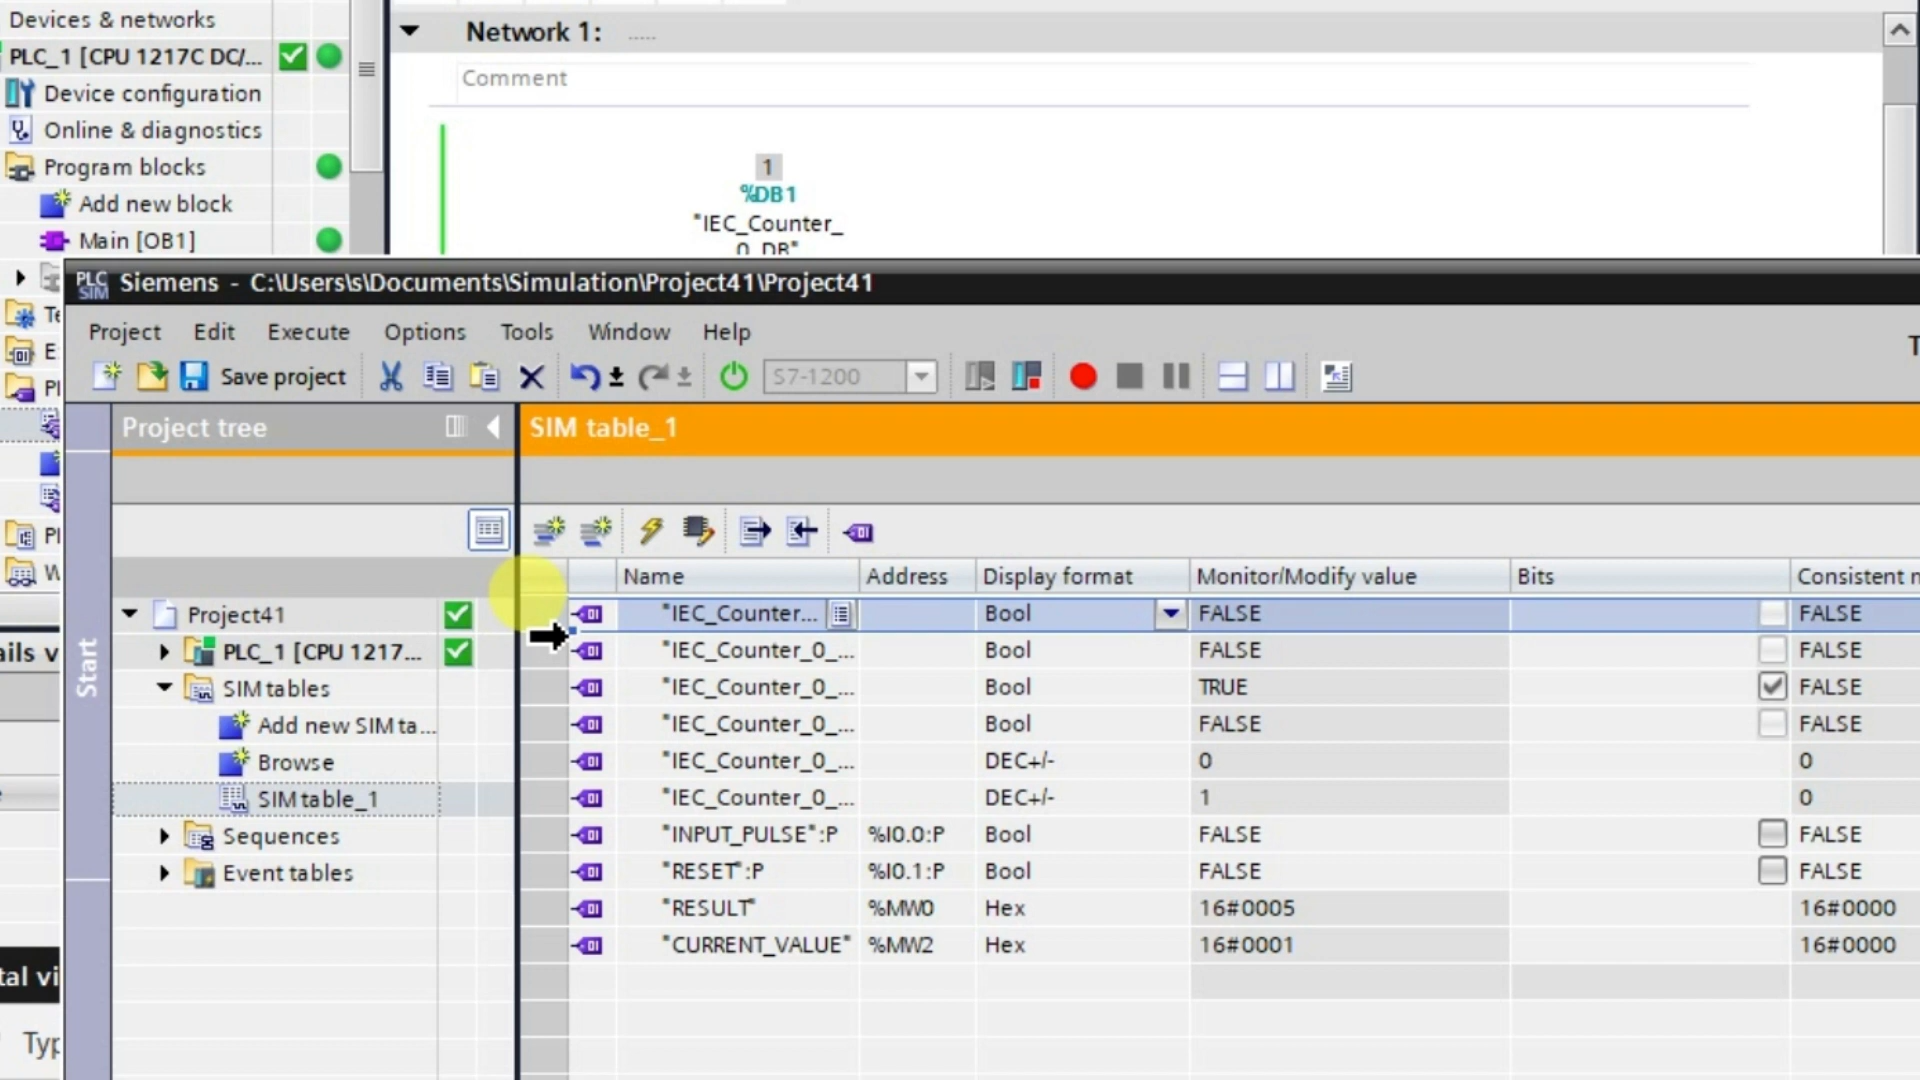 Devices & networks
PLC_1 [CPU 1217C DC/...
Device configuration
Online & diagnostics
Program blocks
Add new block
Main [OB1]
Network 1: .....
Comment
1
%DB1
"IEC_Counter_
0_DB"
PLC SIM Siemens - C:\Users\s\Documents\Simulation\Project41\Project41
Project Edit Execute Options Tools Window Help
Save project
S7-1200
Project tree
SIM table_1
Start
Project41
PLC_1 [CPU 1217...
SIM tables
Add new SIM ta...
Browse
SIM table_1
Sequences
Event tables
Name Address Display format Monitor/Modify value Bits Consistent
"IEC_Counter... Bool FALSE FALSE
"IEC_Counter_0_... Bool FALSE FALSE
"IEC_Counter_0_... Bool TRUE FALSE
"IEC_Counter_0_... Bool FALSE FALSE
"IEC_Counter_0_... DEC+/- 0 0
"IEC_Counter_0_... DEC+/- 1 0
"INPUT_PULSE":P %I0.0:P Bool FALSE FALSE
"RESET":P %I0.1:P Bool FALSE FALSE
"RESULT" %MW0 Hex 16#0005 16#0000
"CURRENT_VALUE" %MW2 Hex 16#0001 16#0000